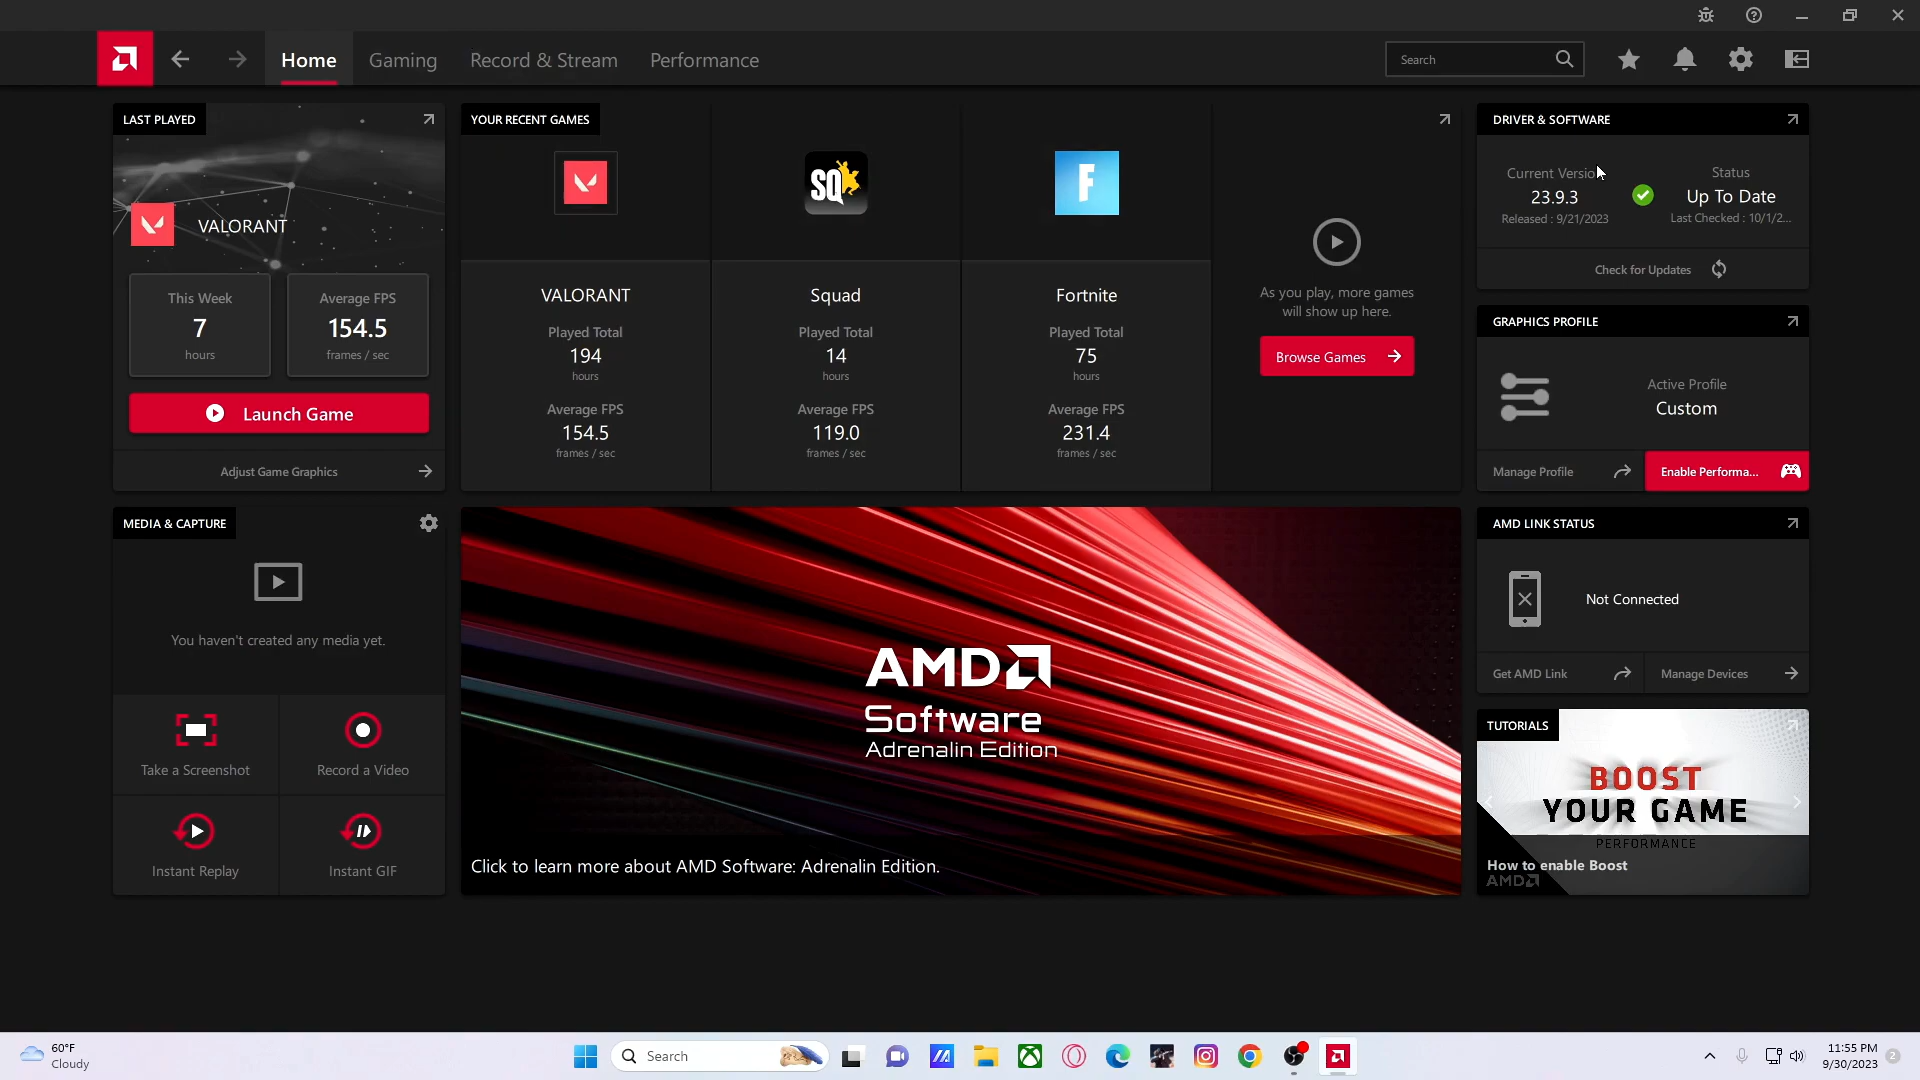 Home
Gaming
Record & Stream
Performance
Search
LAST PLAYED
VALORANT
This Week
7
hours
Average FPS
154.5
frames / sec
Launch Game
Adjust Game Graphics
YOUR RECENT GAMES
SQ
F
VALORANT
Played Total
194
hours
Average FPS
154.5
frames / sec
Squad
Played Total
14
hours
Average FPS
119.0
frames / sec
Fortnite
Played Total
75
hours
Average FPS
231.4
frames / sec
As you play, more games
will show up here.
Browse Games
DRIVER & SOFTWARE
Current Versio
23.9.3
Released : 9/21/2023
Status
Up To Date
Last Checked : 10/1/2...
Check for Updates
GRAPHICS PROFILE
Active Profile
Custom
Manage Profile
Enable Performa...
MEDIA & CAPTURE
You haven't created any media yet.
Take a Screenshot
Record a Video
Instant Replay
Instant GIF
AMD
Software
Adrenalin Edition
Click to learn more about AMD Software: Adrenalin Edition.
AMD LINK STATUS
Not Connected
Get AMD Link
Manage Devices
TUTORIALS
BOOST
YOUR GAME
PERFORMANCE
How to enable Boost
AMD
60°F
Cloudy
Search
11:55 PM
9/30/2023
2